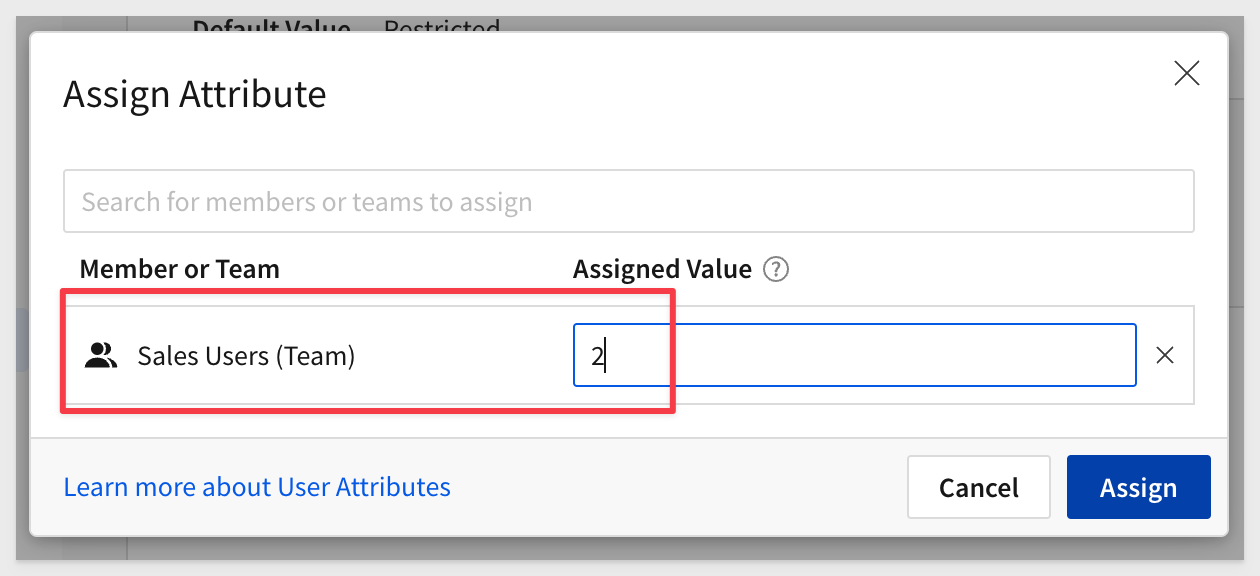 Default Value Restricted
Assign Attribute
Search for members or teams to assign
Member or Team Assigned Value ?
Sales Users (Team) 2
Learn more about User Attributes Cancel Assign